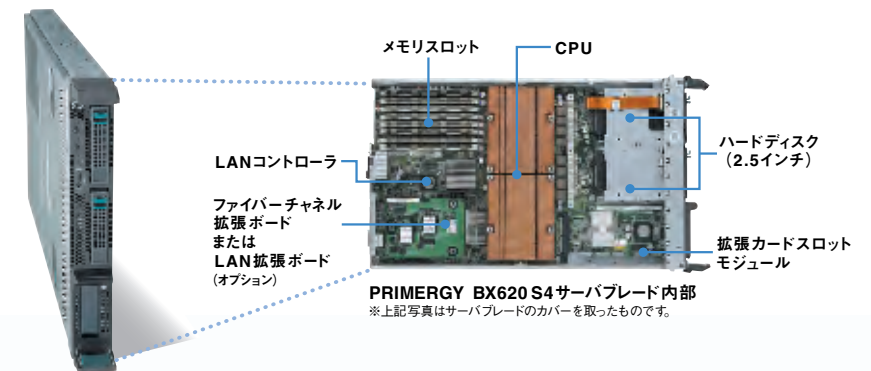 メモリスロット
CPU
LANコントローラ
ファイバーチャネル
拡張ボード
または
LAN拡張ボード
(オプション)
ハードディスク
(2.5インチ)
拡張カードスロット
モジュール
PRIMERGY BX620 S4サーバブレード内部
※上記写真はサーバブレードのカバーを取ったものです。